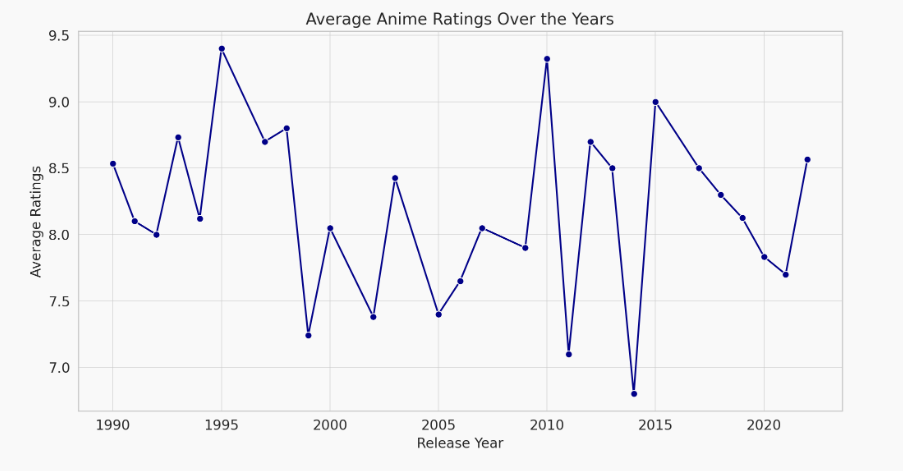 Average Anime Ratings Over the Years
9.5
9.0
8.5
8.0
7.5
7.0
Average Ratings
1990 1995 2000 2005 2010 2015 2020
Release Year